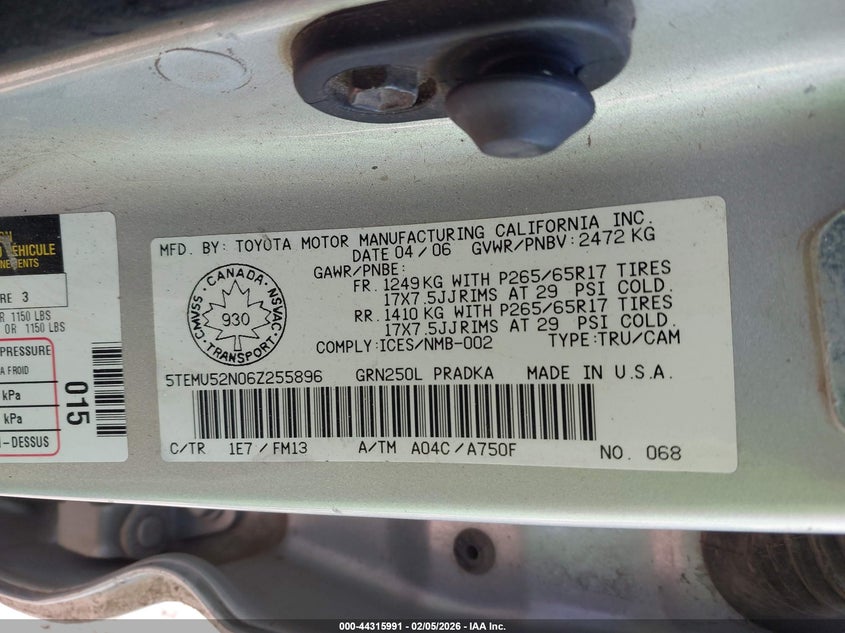 VÉHICULE
NEMENTS
RE 3
R 1150 LBS
OR 1150 LBS
PRESSURE
A FROID
kPa
kPa
-DESSUS
015
MFD. BY: TOYOTA MOTOR MANUFACTURING CALIFORNIA INC.
DATE 04/06 GVWR/PNBV:2472 KG
GAWR/PNBE:
FR. 1249KG WITH P265/65R17 TIRES
17X7.5JJRIMS AT 29 PSI COLD.
RR. 1410 KG WITH P265/65R17 TIRES
17X7.5JJRIMS AT 29 PSI COLD.
COMPLY:ICES/NMB-002 TYPE:TRU/CAM
CANADA
CMVSS
NSVAC
930
TRANSPORT
5TEMU52N06Z255896 GRN250L PRADKA MADE IN U.S.A.
C/TR 1E7/FM13 A/TM A04C/A750F NO. 068
000-44315991 - 02/05/2026 - IAA Inc.